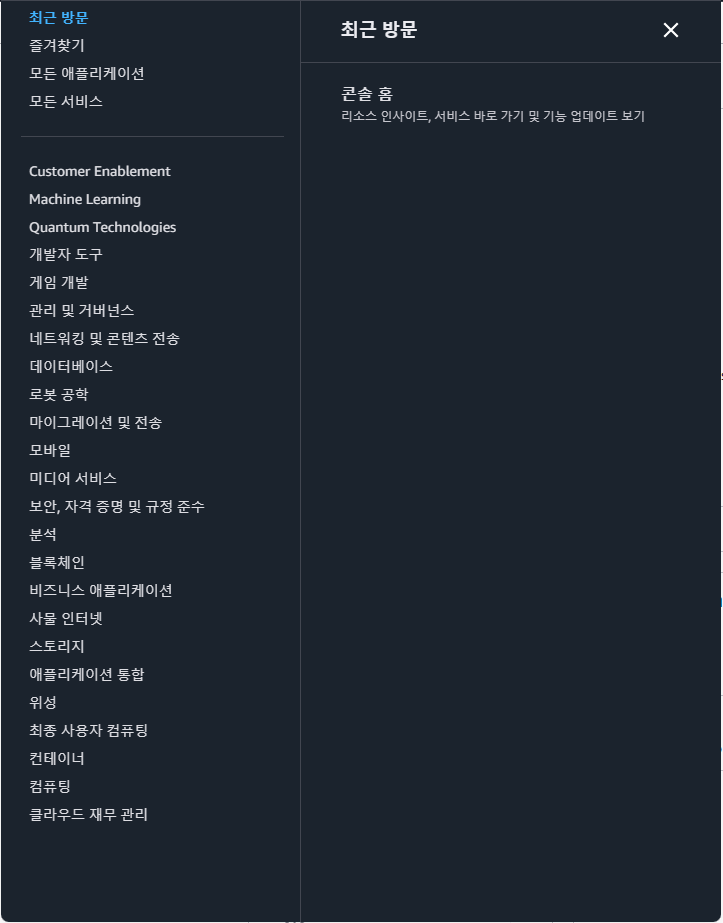 최근 방문
즐겨찾기
모든 애플리케이션
모든 서비스
Customer Enablement
Machine Learning
Quantum Technologies
개발자 도구
게임 개발
관리 및 거버넌스
네트워킹 및 콘텐츠 전송
데이터베이스
로봇 공학
마이그레이션 및 전송
모바일
미디어 서비스
보안, 자격 증명 및 규정 준수
분석
블록체인
비즈니스 애플리케이션
사물 인터넷
스토리지
애플리케이션 통합
위성
최종 사용자 컴퓨팅
컨테이너
컴퓨팅
클라우드 재무 관리
최근 방문
콘솔 홈
리소스 인사이트, 서비스 바로 가기 및 기능 업데이트 보기